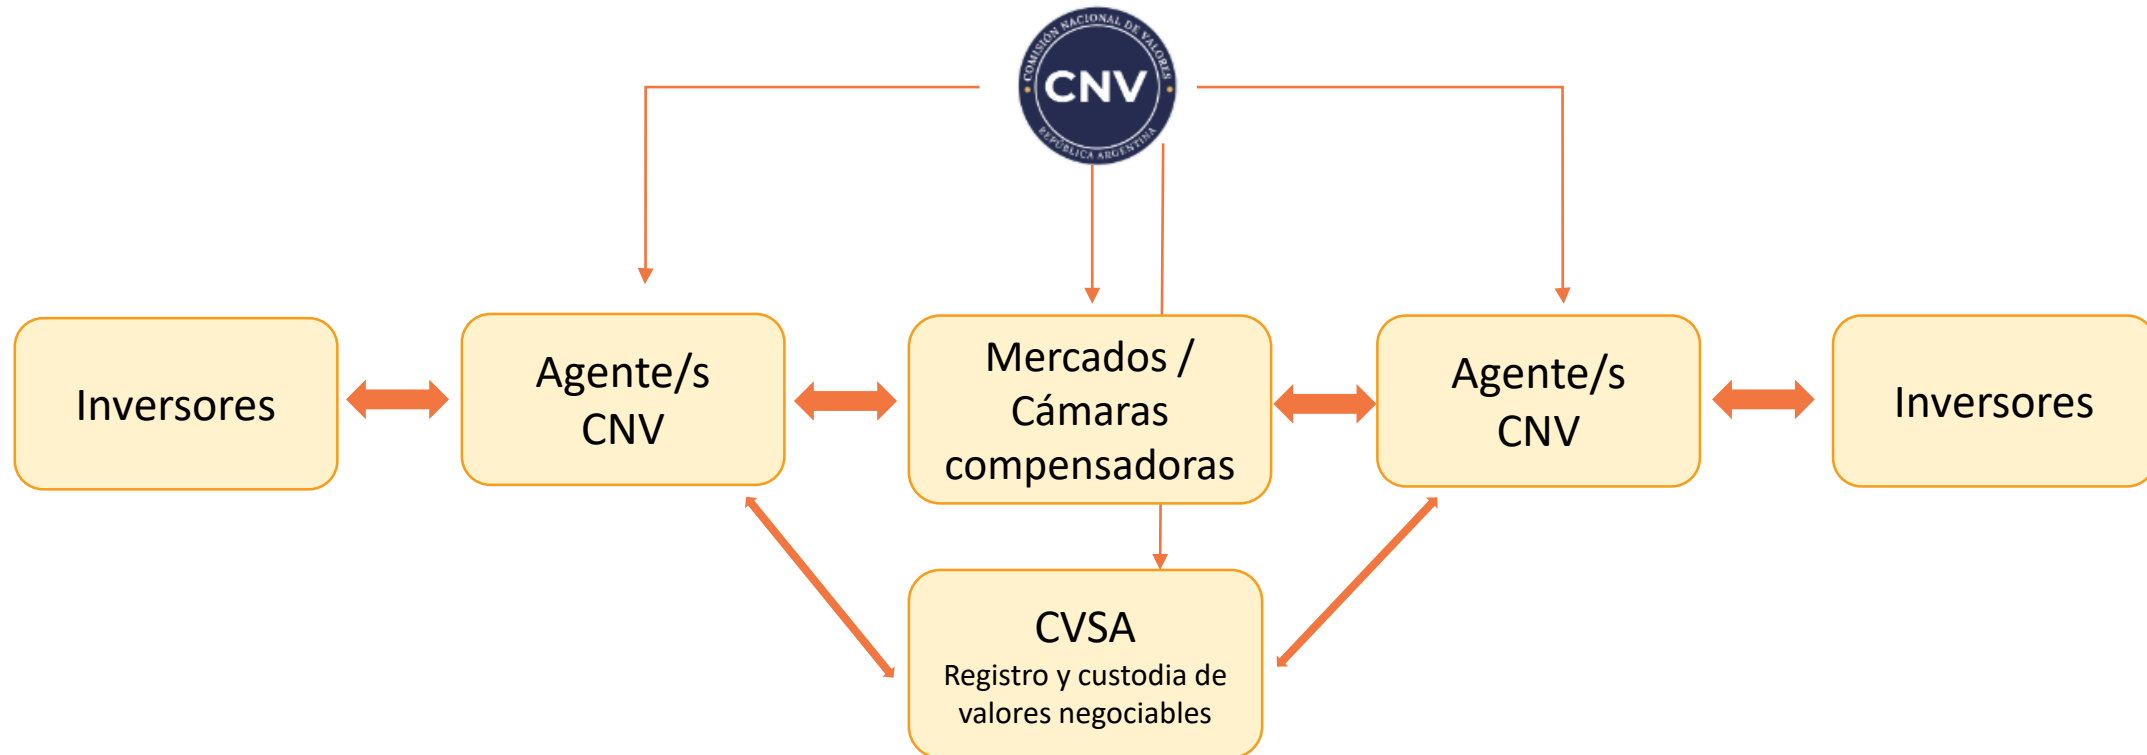 COMISIÓN NACIONAL DE VALORES
CNV
REPÚBLICA ARGENTINA
Inversores
Agente/s
CNV
Mercados /
Cámaras
compensadoras
Agente/s
CNV
Inversores
CVSA
Registro y custodia de
valores negociables